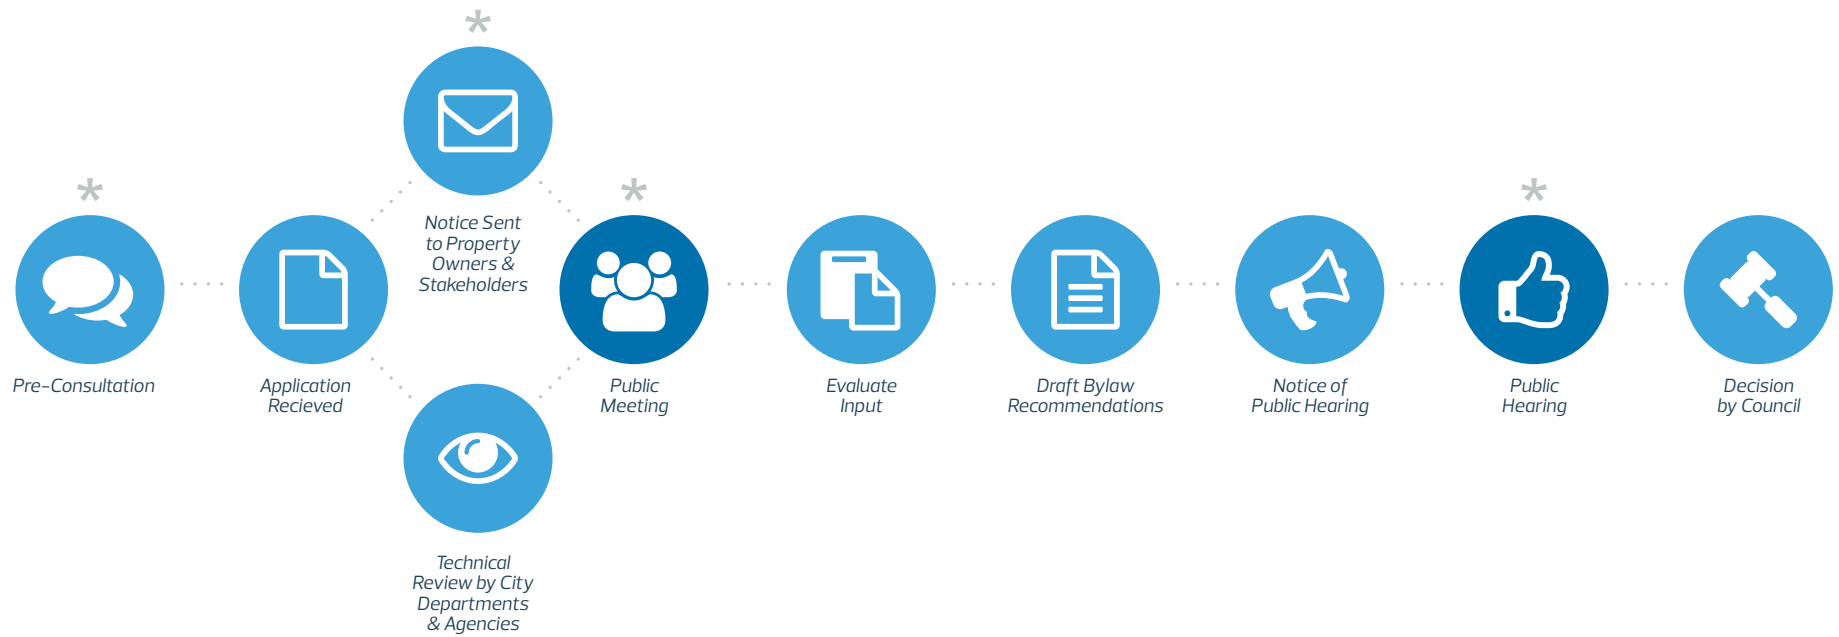 *
Notice Sent
to Property
Owners &
Stakeholders
*
Pre-Consultation
Application
Recieved
Technical
Review by City
Departments
& Agencies
*
Public
Meeting
Evaluate
Input
Draft Bylaw
Recommendations
Notice of
Public Hearing
*
Public
Hearing
Decision
by Council